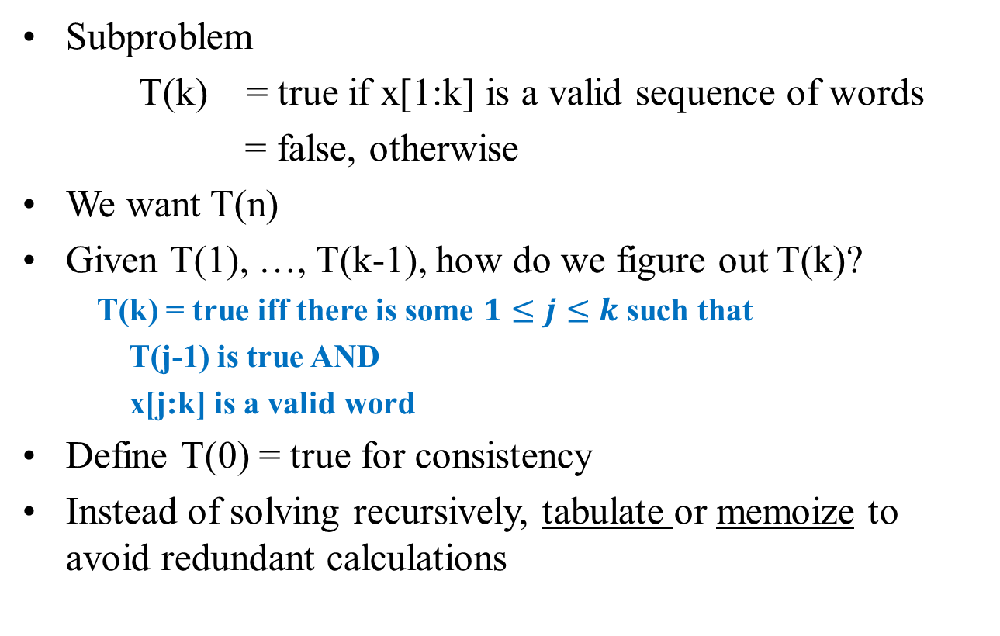 • Subproblem
T(k) = true if x[1:k] is a valid sequence of words
= false, otherwise
• We want T(n)
• Given T(1), …, T(k-1), how do we figure out T(k)?
T(k) = true iff there is some 1 ≤ j ≤ k such that
T(j-1) is true AND
x[j:k] is a valid word
• Define T(0) = true for consistency
• Instead of solving recursively, tabulate or memoize to
avoid redundant calculations